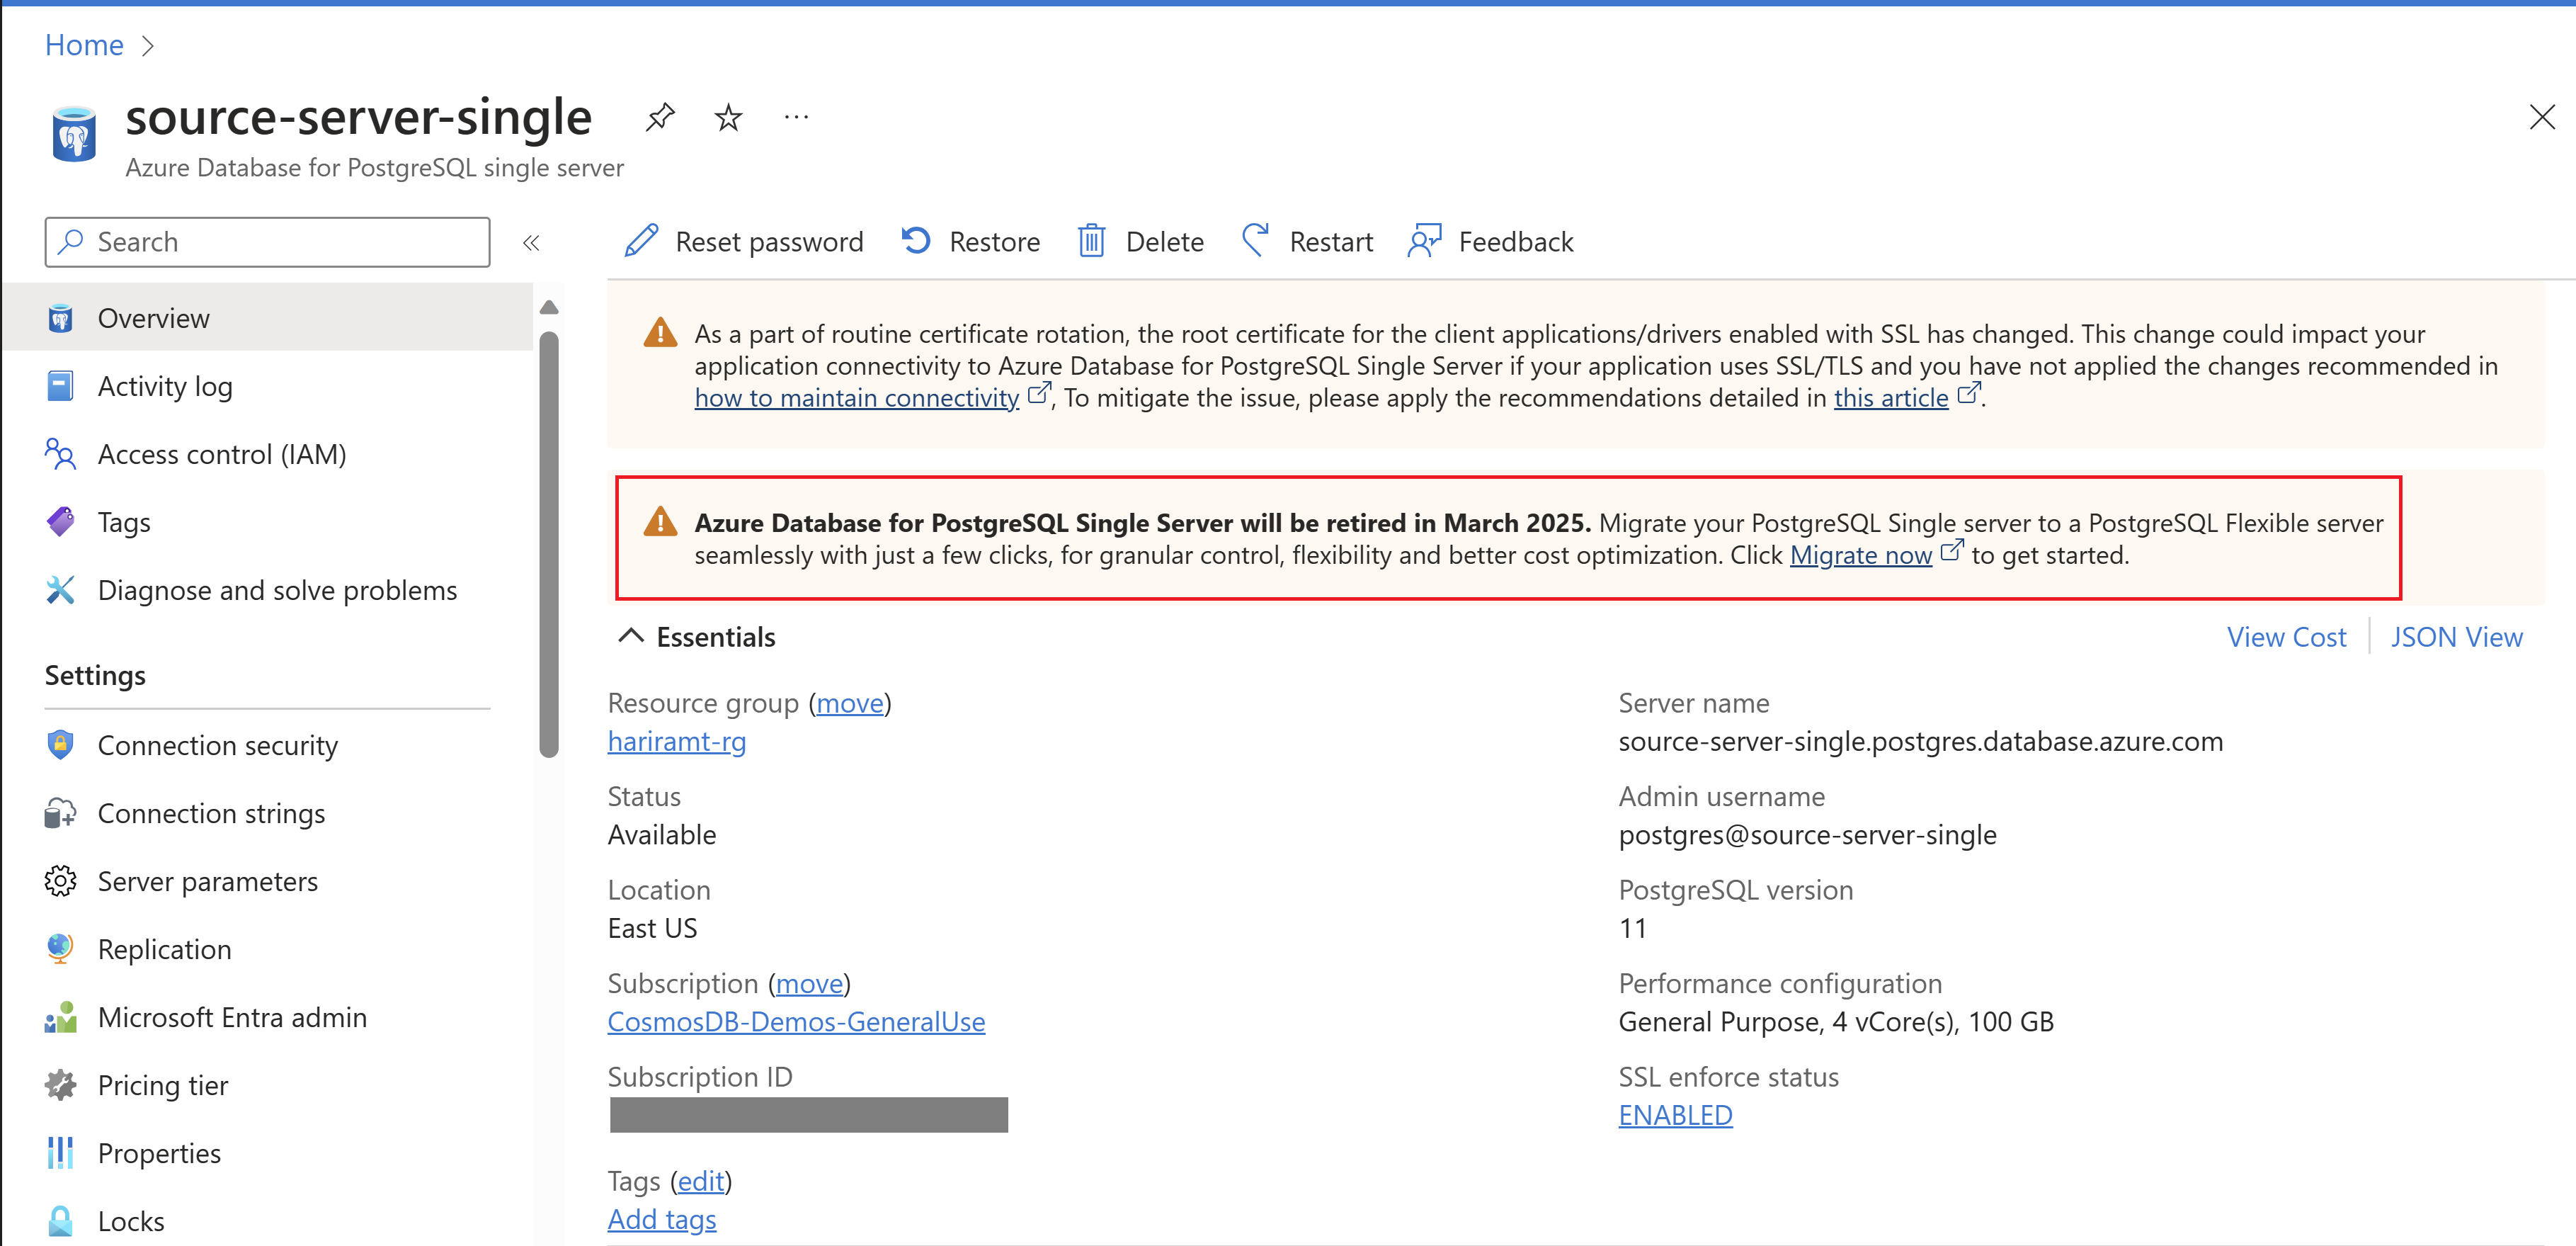 Home
source-server-single
Azure Database for PostgreSQL single server
Search
Reset password
Restore
Delete
Restart
Feedback
Overview
Activity log
Access control (IAM)
Tags
Diagnose and solve problems
Settings
Connection security
Connection strings
Server parameters
Replication
Microsoft Entra admin
Pricing tier
Properties
Locks
As a part of routine certificate rotation, the root certificate for the client applications/drivers enabled with SSL has changed. This change could impact your
application connectivity to Azure Database for PostgreSQL Single Server if your application uses SSL/TLS and you have not applied the changes recommended in
how to maintain connectivity, To mitigate the issue, please apply the recommendations detailed in this article.
Azure Database for PostgreSQL Single Server will be retired in March 2025. Migrate your PostgreSQL Single server to a PostgreSQL Flexible server
seamlessly with just a few clicks, for granular control, flexibility and better cost optimization. Click Migrate now to get started.
Essentials
View Cost
JSON View
Resource group (move)
hariramt-rg
Status
Available
Location
East US
Subscription (move)
CosmosDB-Demos-GeneralUse
Subscription ID
Tags (edit)
Add tags
Server name
source-server-single.postgres.database.azure.com
Admin username
postgres@source-server-single
PostgreSQL version
11
Performance configuration
General Purpose, 4 vCore(s), 100 GB
SSL enforce status
ENABLED